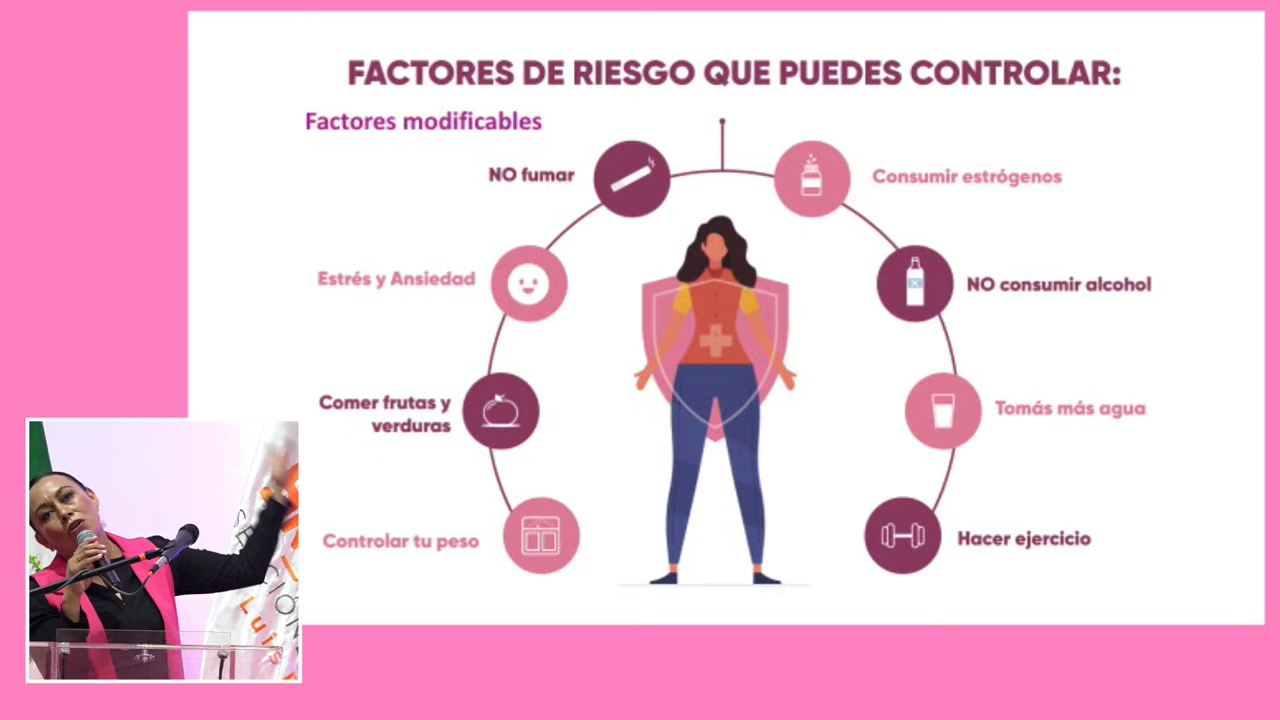 FACTORES DE RIESGO QUE PUEDES CONTROLAR:
Factores modificables
NO fumar
Consumir estrógenos
Estrés y Ansiedad
NO consumir alcohol
Comer frutas y
verduras
Tomás más agua
Controlar tu peso
Hacer ejercicio
Luis